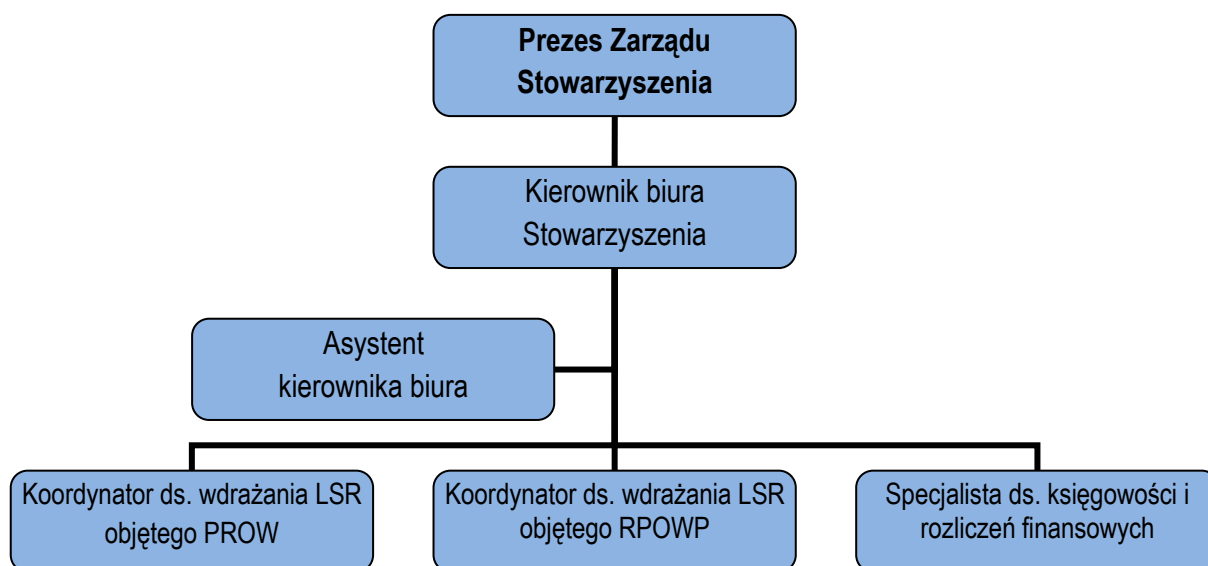 Prezes Zarządu
Stowarzyszenia
Kierownik biura
Stowarzyszenia
Asystent
kierownika biura
Koordynator ds. wdrażania LSR
objętego PROW
Koordynator ds. wdrażania LSR
objętego RPOWP
Specjalista ds. księgowości i
rozliczeń finansowych